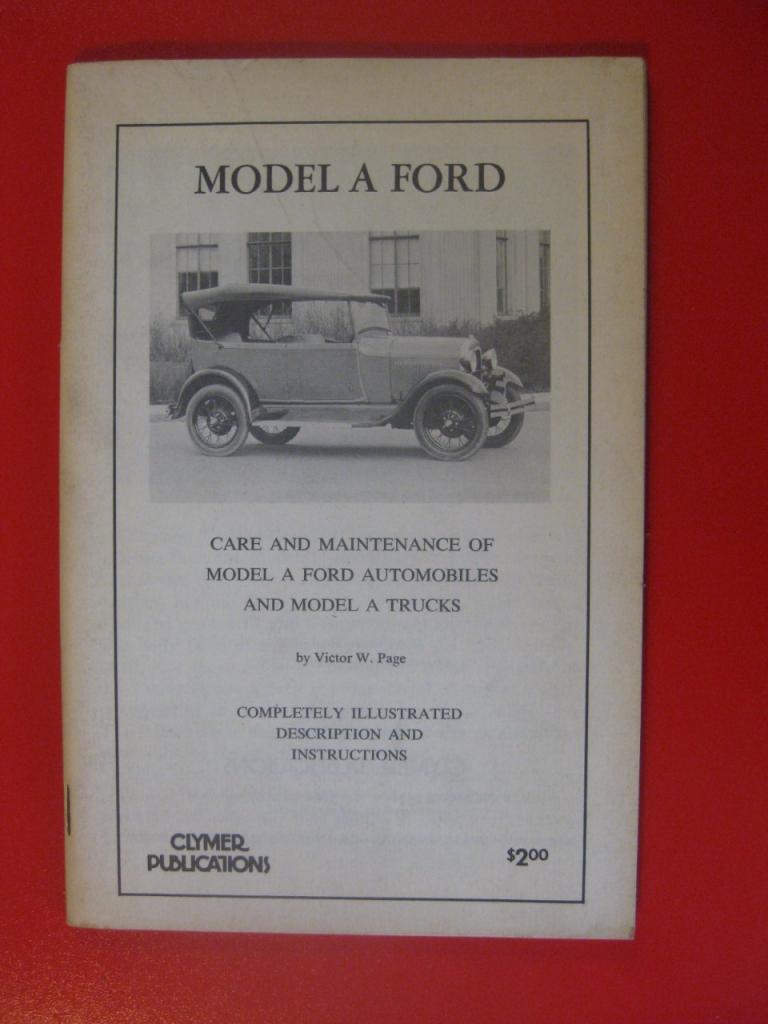 MODEL A FORD
CARE AND MAINTENANCE OF
MODEL A FORD AUTOMOBILES
AND MODEL A TRUCKS
by Victor W. Page
COMPLETELY ILLUSTRATED
DESCRIPTION AND
INSTRUCTIONS
CLYMER
PUBLICATIONS
$2.00